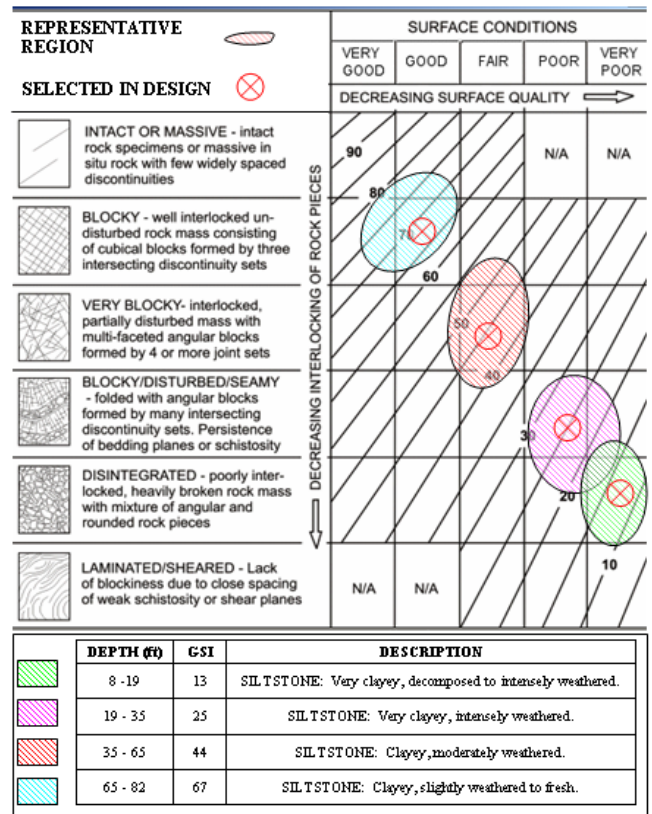 REPRESENTATIVE
REGION
SELECTED IN DESIGN
SURFACE CONDITIONS
VERY GOOD
GOOD
FAIR
POOR
VERY POOR
DECREASING SURFACE QUALITY
DECREASING INTERLOCKING OF ROCK PIECES
INTACT OR MASSIVE - intact
rock specimens or massive in
situ rock with few widely spaced
discontinuities
90
N/A
N/A
80
BLOCKY - well interlocked un-
disturbed rock mass consisting
of cubical blocks formed by three
intersecting discontinuity sets
70
60
VERY BLOCKY- interlocked,
partially disturbed mass with
multi-faceted angular blocks
formed by 4 or more joint sets
50
40
BLOCKY/DISTURBED/SEAMY
- folded with angular blocks
formed by many intersecting
discontinuity sets. Persistence
of bedding planes or schistosity
30
DISINTEGRATED - poorly inter-
locked, heavily broken rock mass
with mixture of angular and
rounded rock pieces
20
10
LAMINATED/SHEARED - Lack
of blockiness due to close spacing
of weak schistosity or shear planes
N/A
N/A
DEPTH (ft) GSI DESCRIPTION
8 -19 13 SILTSTONE: Very clayey, decomposed to intensely weathered.
19 - 35 25 SILTSTONE: Very clayey, intensely weathered.
35 - 65 44 SILTSTONE: Clayey, moderately weathered.
65 - 82 67 SILTSTONE: Clayey, slightly weathered to fresh.